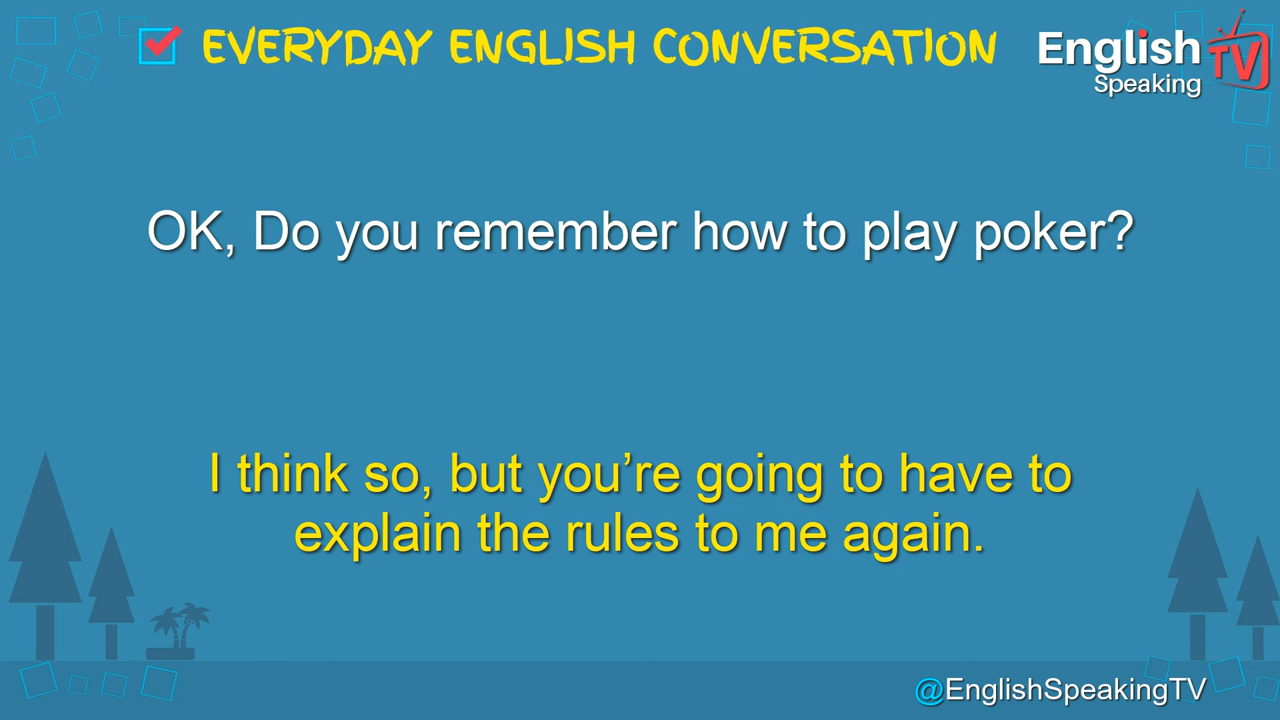 EVERYDAY ENGLISH CONVERSATION
English
Speaking
TV
OK, Do you remember how to play poker?
I think so, but you’re going to have to
explain the rules to me again.
@EnglishSpeakingTV